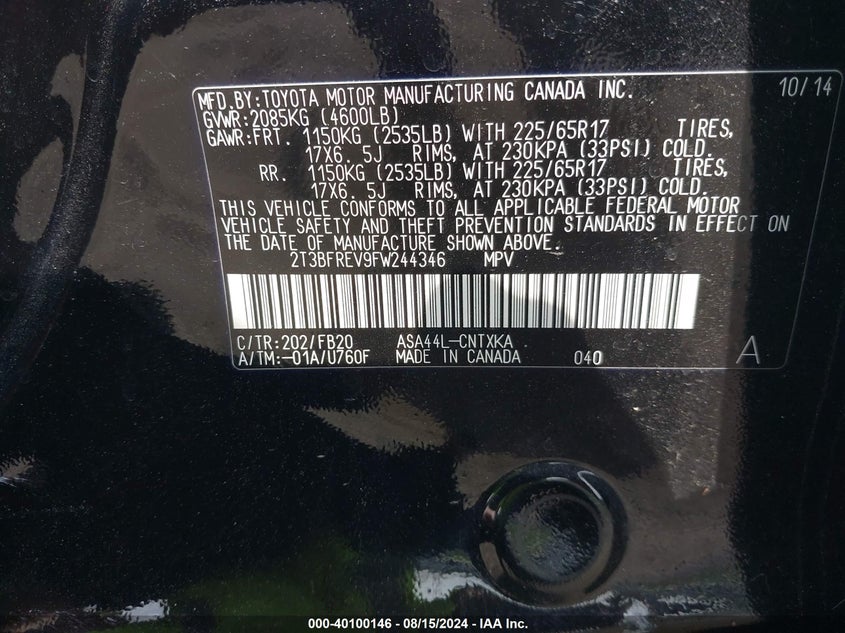 MFD.BY:TOYOTA MOTOR MANUFACTURING CANADA INC. 10/14
GVWR:2085KG (4600LB)
GAWR:FRT. 1150KG (2535LB) WITH 225/65R17 TIRES,
17X6. 5J RIMS, AT 230KPA (33PSI) COLD.
RR. 1150KG (2535LB) WITH 225/65R17 TIRES,
17X6. 5J RIMS, AT 230KPA (33PSI) COLD.
THIS VEHICLE CONFORMS TO ALL APPLICABLE FEDERAL MOTOR
VEHICLE SAFETY AND THEFT PREVENTION STANDARDS IN EFFECT ON
THE DATE OF MANUFACTURE SHOWN ABOVE.
2T3BFREV9FW244346 MPV
C/TR:202/FB20 ASA44L-CNTXKA
A/TM:-01A/U760F MADE IN CANADA 040 A
000-40100146 - 08/15/2024 - IAA Inc.